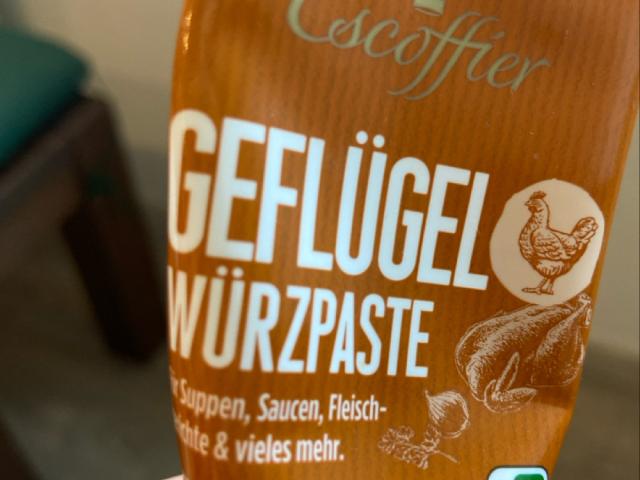 Escoffier
GEFLÜGEL
WÜRZPASTE
Suppen, Saucen, Fleisch-
& vieles mehr.